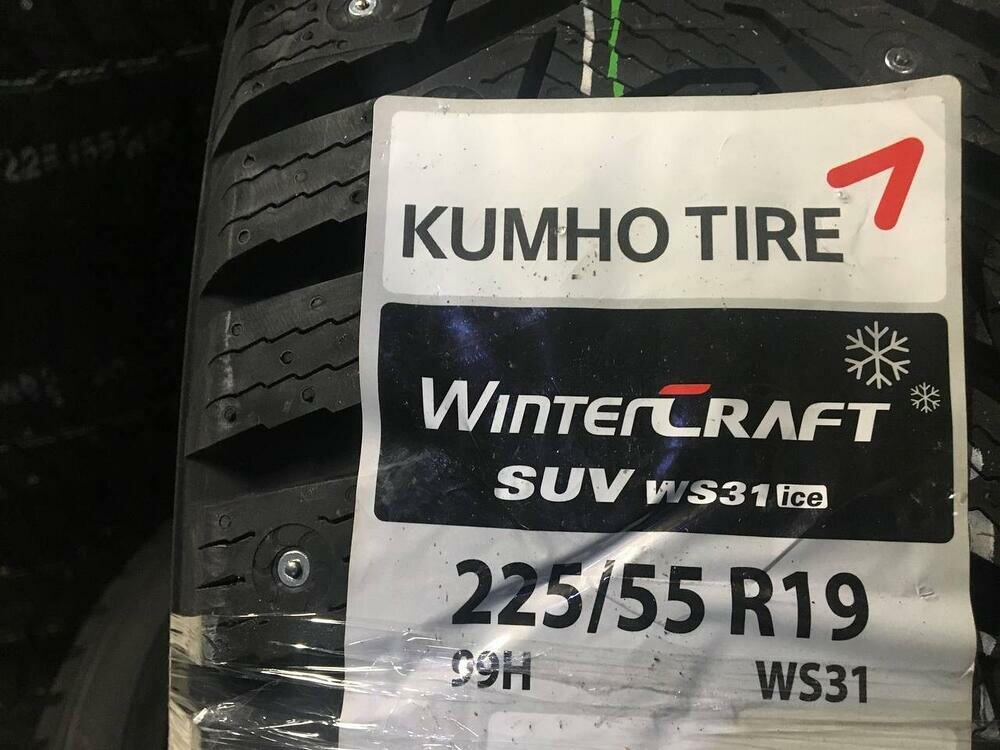 KUMHO TIRE
WINTERCRAFT
SUV WS31 ice
225/55 R19
99H WS31